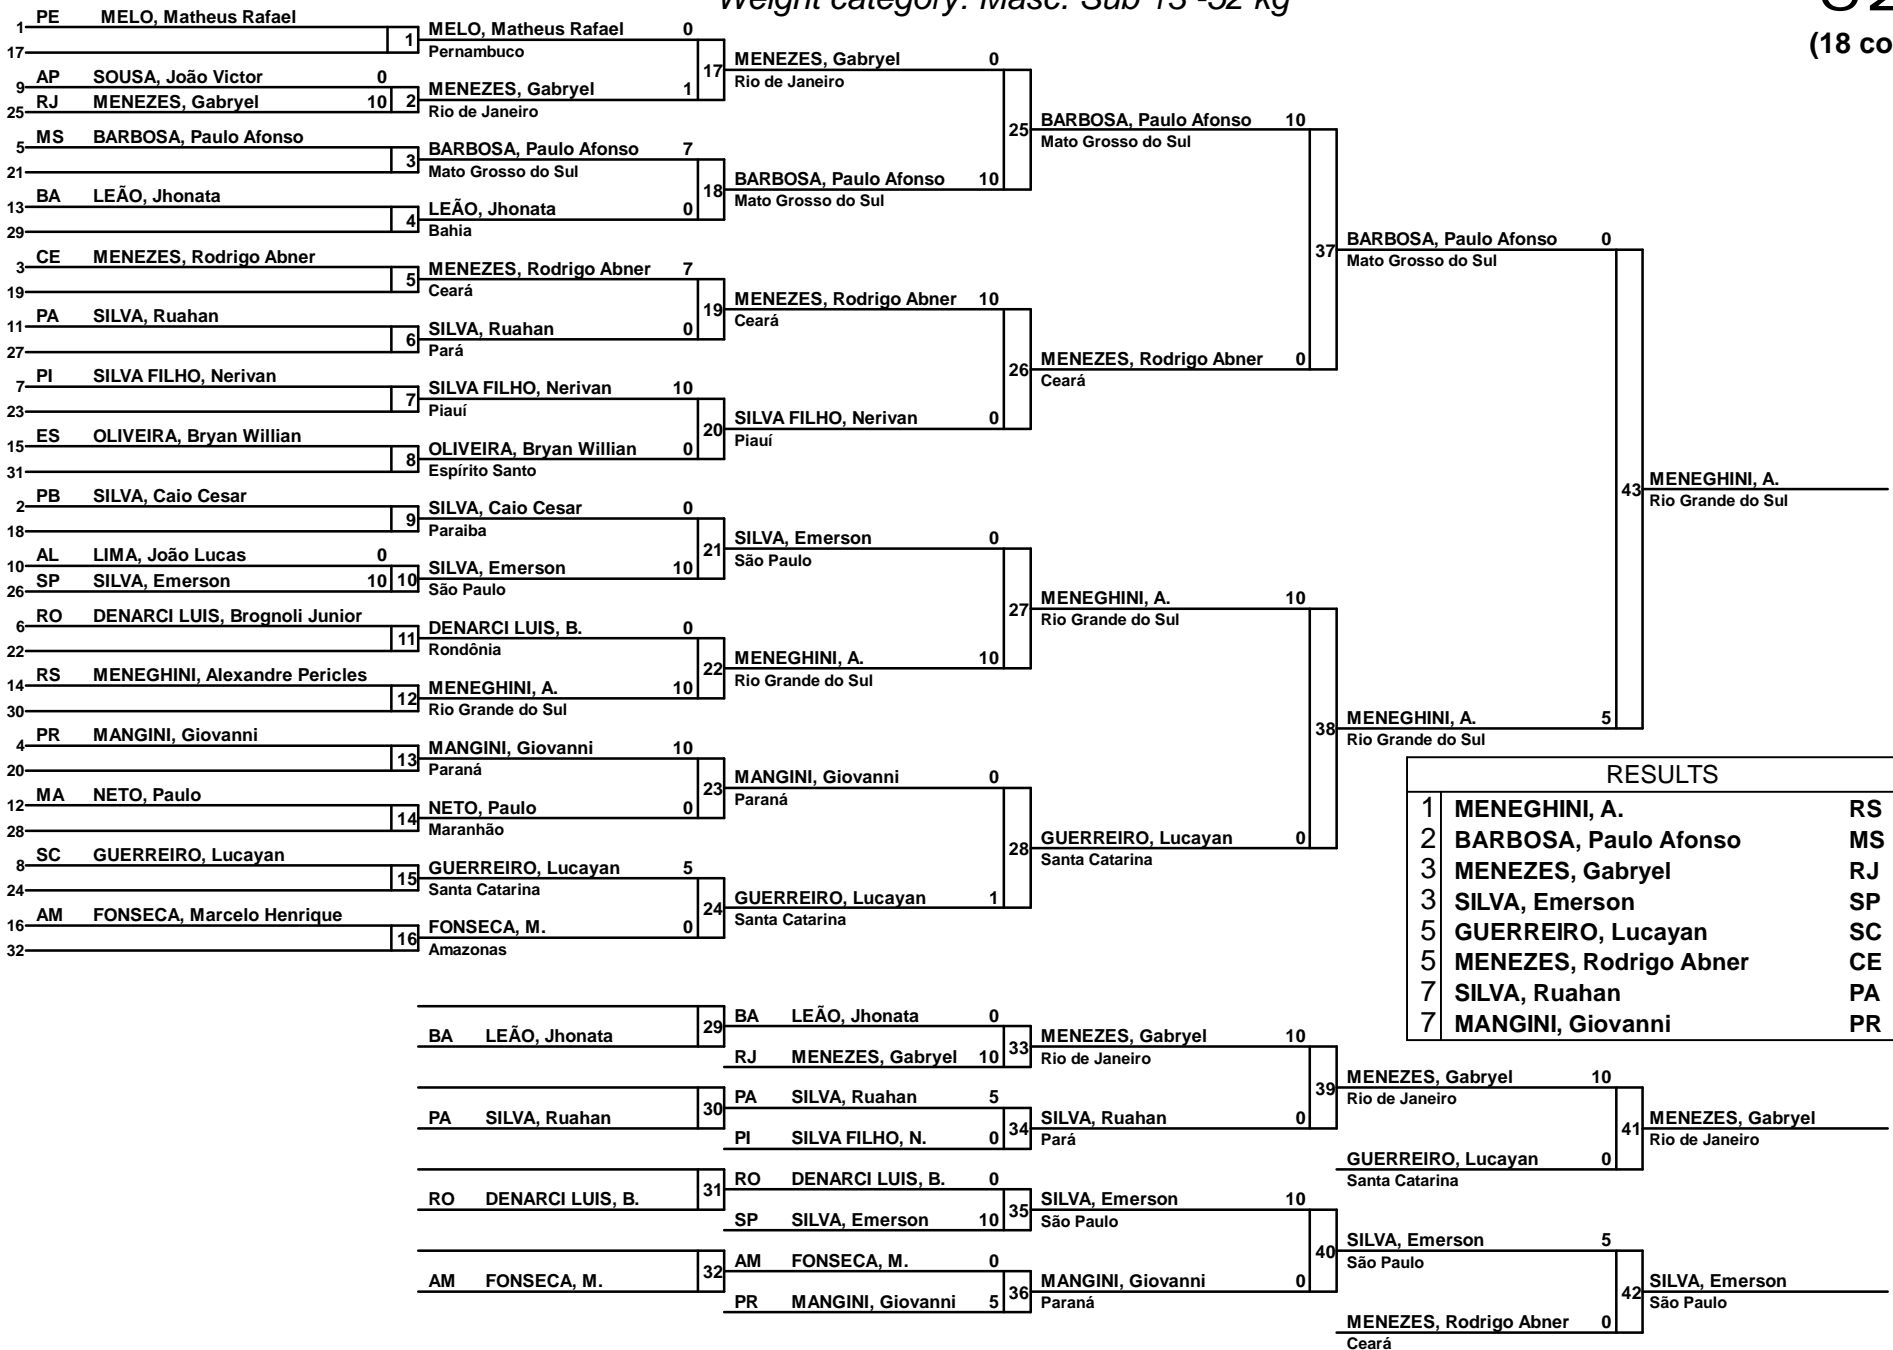 Weight category: Masc. Sub 13 -52 kg
(18 co
1 PE MELO, Matheus Rafael
17
1
9 AP SOUSA, João Victor 0
25 RJ MENEZES, Gabryel 10
2
5 MS BARBOSA, Paulo Afonso
21
3
13 BA LEÃO, Jhonata
29
4
3 CE MENEZES, Rodrigo Abner
19
5
11 PA SILVA, Ruahan
27
6
7 PI SILVA FILHO, Nerivan
23
7
15 ES OLIVEIRA, Bryan Willian
31
8
2 PB SILVA, Caio Cesar
18
9
10 AL LIMA, João Lucas 0
26 SP SILVA, Emerson 10
10
6 RO DENARCI LUIS, Brognoli Junior
22
11
14 RS MENEGHINI, Alexandre Pericles
30
12
4 PR MANGINI, Giovanni
20
13
12 MA NETO, Paulo
28
14
8 SC GUERREIRO, Lucayan
24
15
16 AM FONSECA, Marcelo Henrique
32
16
MELO, Matheus Rafael 0
Pernambuco
17
MENEZES, Gabryel 1
Rio de Janeiro
BARBOSA, Paulo Afonso 7
Mato Grosso do Sul
18
LEÃO, Jhonata 0
Bahia
MENEZES, Rodrigo Abner 7
Ceará
19
SILVA, Ruahan 0
Pará
SILVA FILHO, Nerivan 10
Piauí
20
OLIVEIRA, Bryan Willian 0
Espírito Santo
SILVA, Caio Cesar 0
Paraiba
21
SILVA, Emerson 10
São Paulo
DENARCI LUIS, B. 0
Rondônia
22
MENEGHINI, A. 10
Rio Grande do Sul
MANGINI, Giovanni 10
Paraná
23
NETO, Paulo 0
Maranhão
GUERREIRO, Lucayan 5
Santa Catarina
24
FONSECA, M. 0
Amazonas
MENEZES, Gabryel 0
Rio de Janeiro
25
BARBOSA, Paulo Afonso 10
Mato Grosso do Sul
MENEZES, Rodrigo Abner 10
Ceará
26
SILVA FILHO, Nerivan 0
Piauí
SILVA, Emerson 0
São Paulo
27
MENEGHINI, A. 10
Rio Grande do Sul
MANGINI, Giovanni 0
Paraná
28
GUERREIRO, Lucayan 1
Santa Catarina
BARBOSA, Paulo Afonso 10
Mato Grosso do Sul
37
MENEZES, Rodrigo Abner 0
Ceará
MENEGHINI, A. 10
Rio Grande do Sul
38
GUERREIRO, Lucayan 0
Santa Catarina
BARBOSA, Paulo Afonso 0
Mato Grosso do Sul
43
MENEGHINI, A. 5
Rio Grande do Sul
MENEGHINI, A.
Rio Grande do Sul
RESULTS
1 MENEGHINI, A. RS
2 BARBOSA, Paulo Afonso MS
3 MENEZES, Gabryel RJ
3 SILVA, Emerson SP
5 GUERREIRO, Lucayan SC
5 MENEZES, Rodrigo Abner CE
7 SILVA, Ruahan PA
7 MANGINI, Giovanni PR
BA LEÃO, Jhonata
29
PA SILVA, Ruahan
30
RO DENARCI LUIS, B.
31
AM FONSECA, M.
32
BA LEÃO, Jhonata 0
RJ MENEZES, Gabryel 10
33
PA SILVA, Ruahan 5
PI SILVA FILHO, N. 0
34
RO DENARCI LUIS, B. 0
SP SILVA, Emerson 10
35
AM FONSECA, M. 0
PR MANGINI, Giovanni 5
36
MENEZES, Gabryel 10
Rio de Janeiro
39
SILVA, Ruahan 0
Pará
SILVA, Emerson 10
São Paulo
40
MANGINI, Giovanni 0
Paraná
MENEZES, Gabryel 10
Rio de Janeiro
41
GUERREIRO, Lucayan 0
Santa Catarina
SILVA, Emerson 5
São Paulo
42
MENEZES, Rodrigo Abner 0
Ceará
MENEZES, Gabryel
Rio de Janeiro
SILVA, Emerson
São Paulo